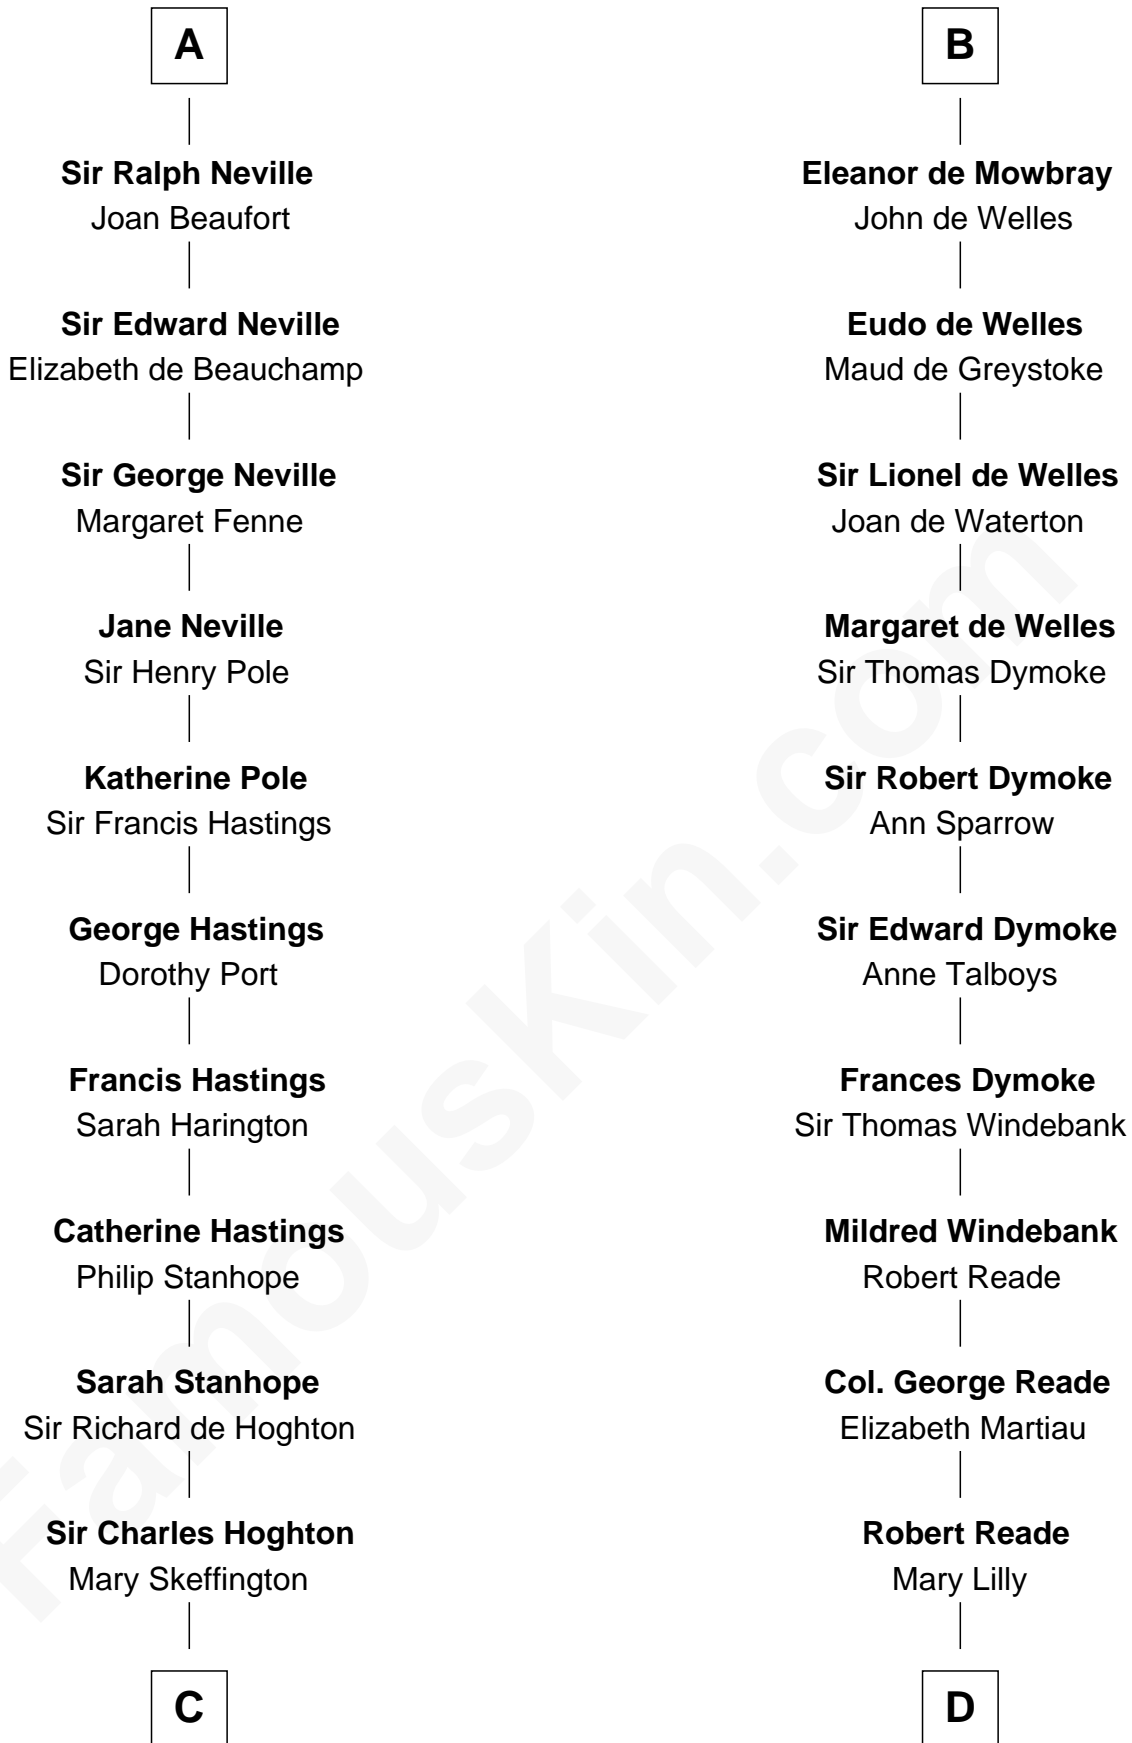 A
Sir Ralph Neville
Joan Beaufort
Sir Edward Neville
Elizabeth de Beauchamp
Sir George Neville
Margaret Fenne
Jane Neville
Sir Henry Pole
Katherine Pole
Sir Francis Hastings
George Hastings
Dorothy Port
Francis Hastings
Sarah Harington
Catherine Hastings
Philip Stanhope
Sarah Stanhope
Sir Richard de Hoghton
Sir Charles Hoghton
Mary Skeffington
C
B
Eleanor de Mowbray
John de Welles
Eudo de Welles
Maud de Greystoke
Sir Lionel de Welles
Joan de Waterton
Margaret de Welles
Sir Thomas Dymoke
Sir Robert Dymoke
Ann Sparrow
Sir Edward Dymoke
Anne Talboys
Frances Dymoke
Sir Thomas Windebank
Mildred Windebank
Robert Reade
Col. George Reade
Elizabeth Martiau
Robert Reade
Mary Lilly
D
FamousKin.com